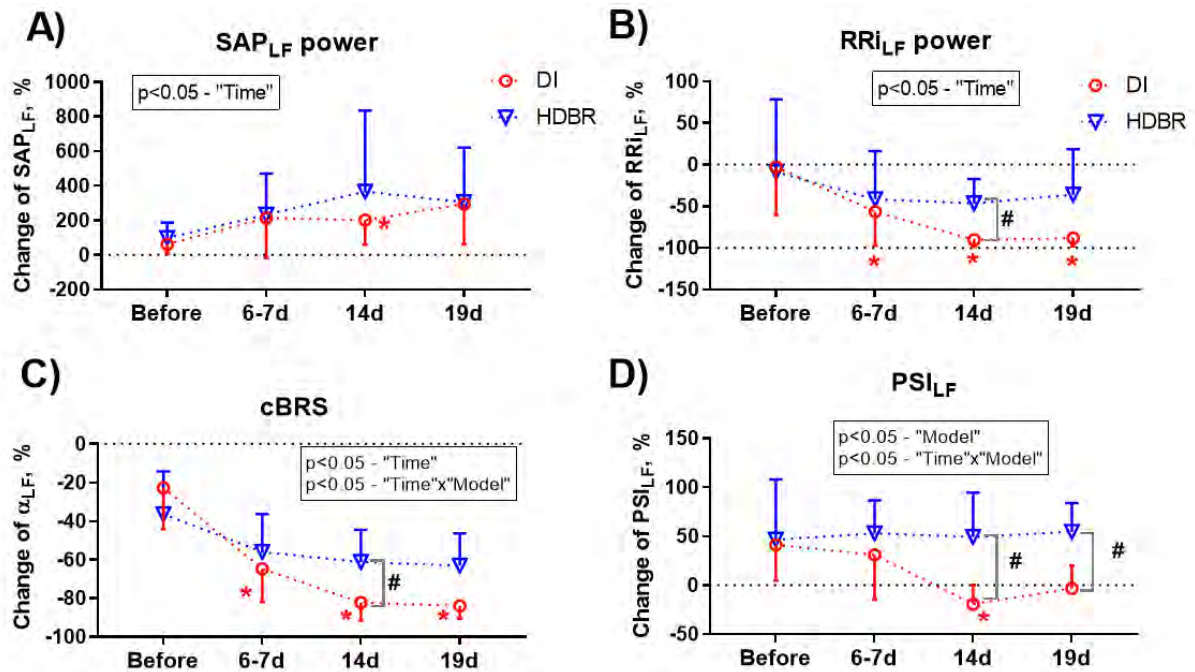 A)
SAPLF power
Change of SAPLF, %
1000
800
600
400
200
0
-200
p<0.05 - "Time"
DI
HDBR
*
Before 6-7d 14d 19d
B)
RRiLF power
Change of RRiLF, %
100
50
0
-50
-100
-150
p<0.05 - "Time"
DI
HDBR
#
* * *
Before 6-7d 14d 19d
C)
cBRS
Change of αLF, %
0
-20
-40
-60
-80
-100
p<0.05 - "Time"
p<0.05 - "Time"x"Model"
#
* * *
Before 6-7d 14d 19d
D)
PSILF
Change of PSILF, %
150
100
50
0
-50
p<0.05 - "Model"
p<0.05 - "Time"x"Model"
# #
*
Before 6-7d 14d 19d